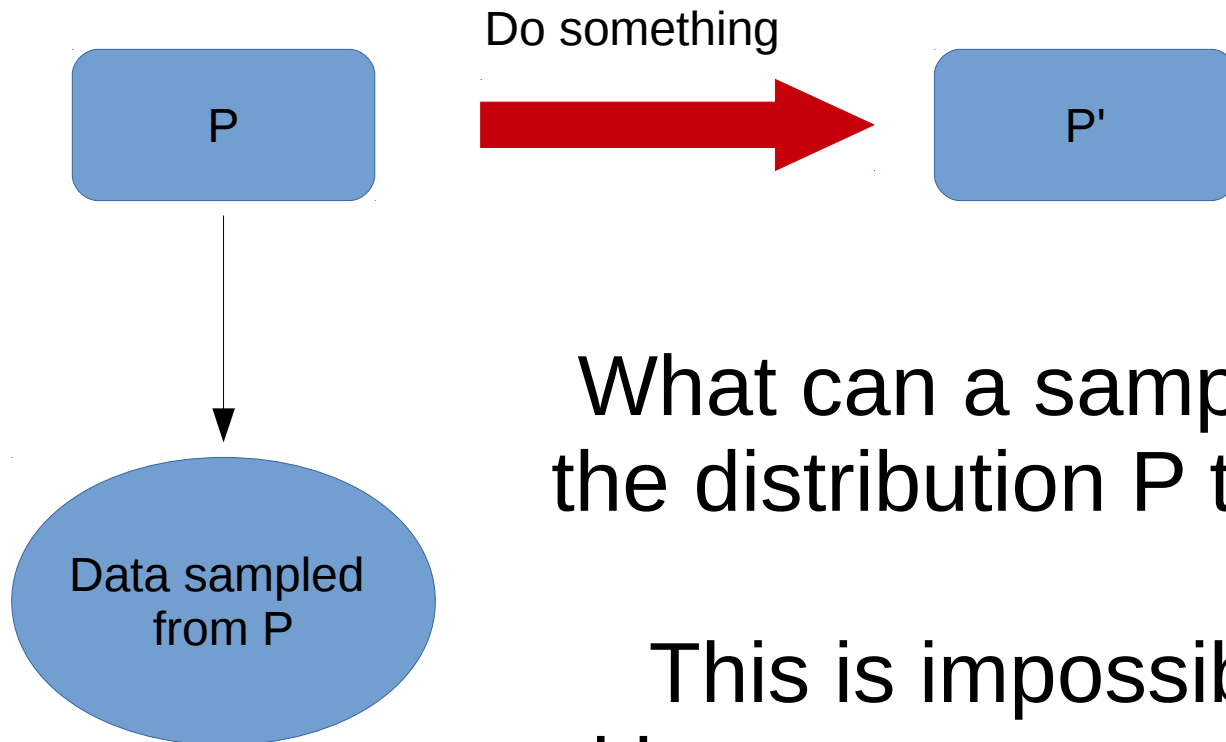 Do something
P
P'
What can a samp
the distribution P t
Data sampled
from P
This is impossib